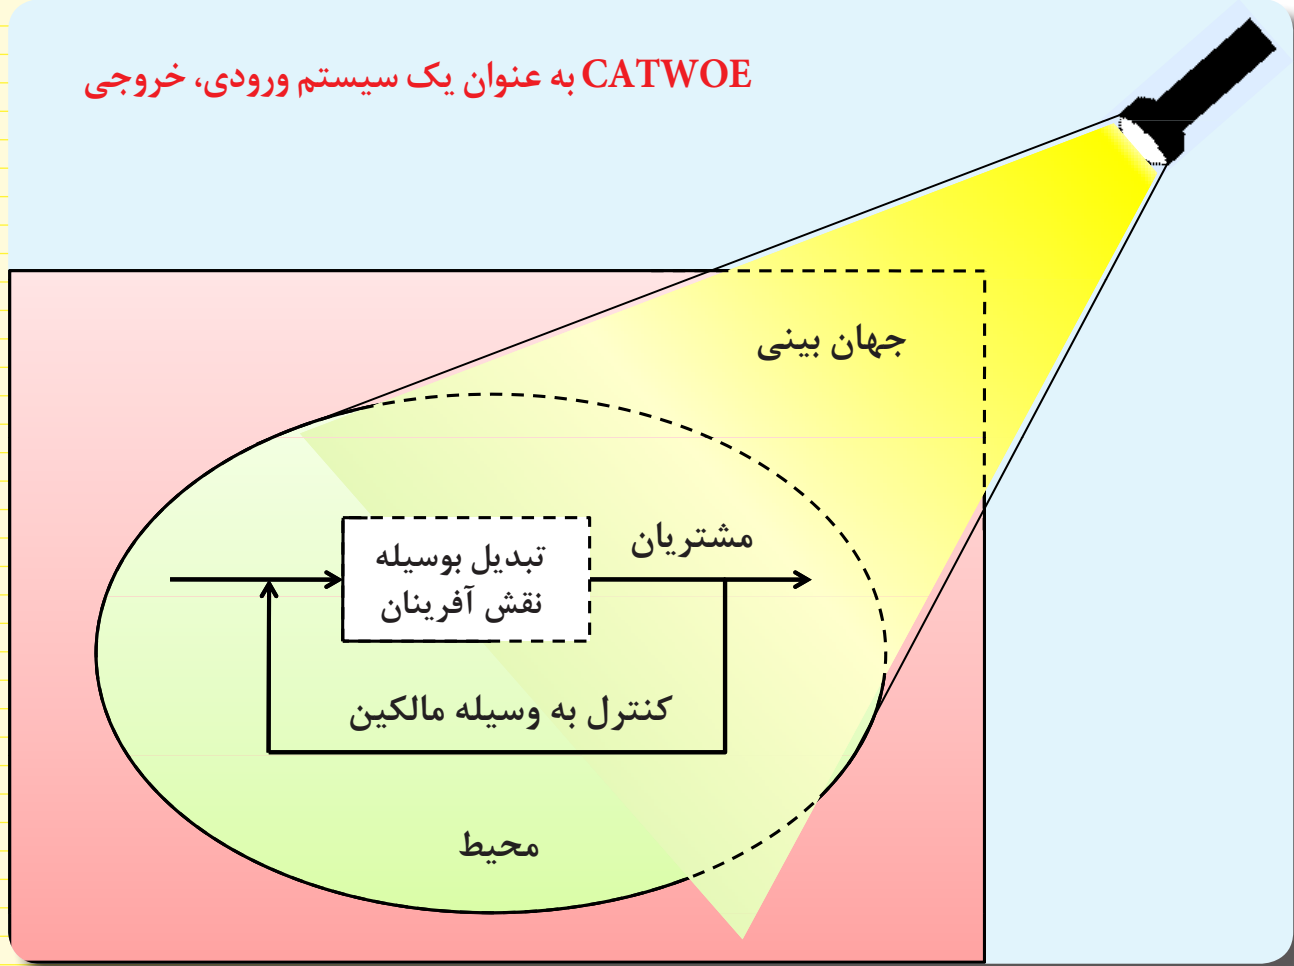 CATWOE به عنوان یک سیستم ورودی، خروجی
جهان بینی
مشتریان
تبدیل بوسیله
نقش آفرینان
کنترل به وسیله مالکین
محیط